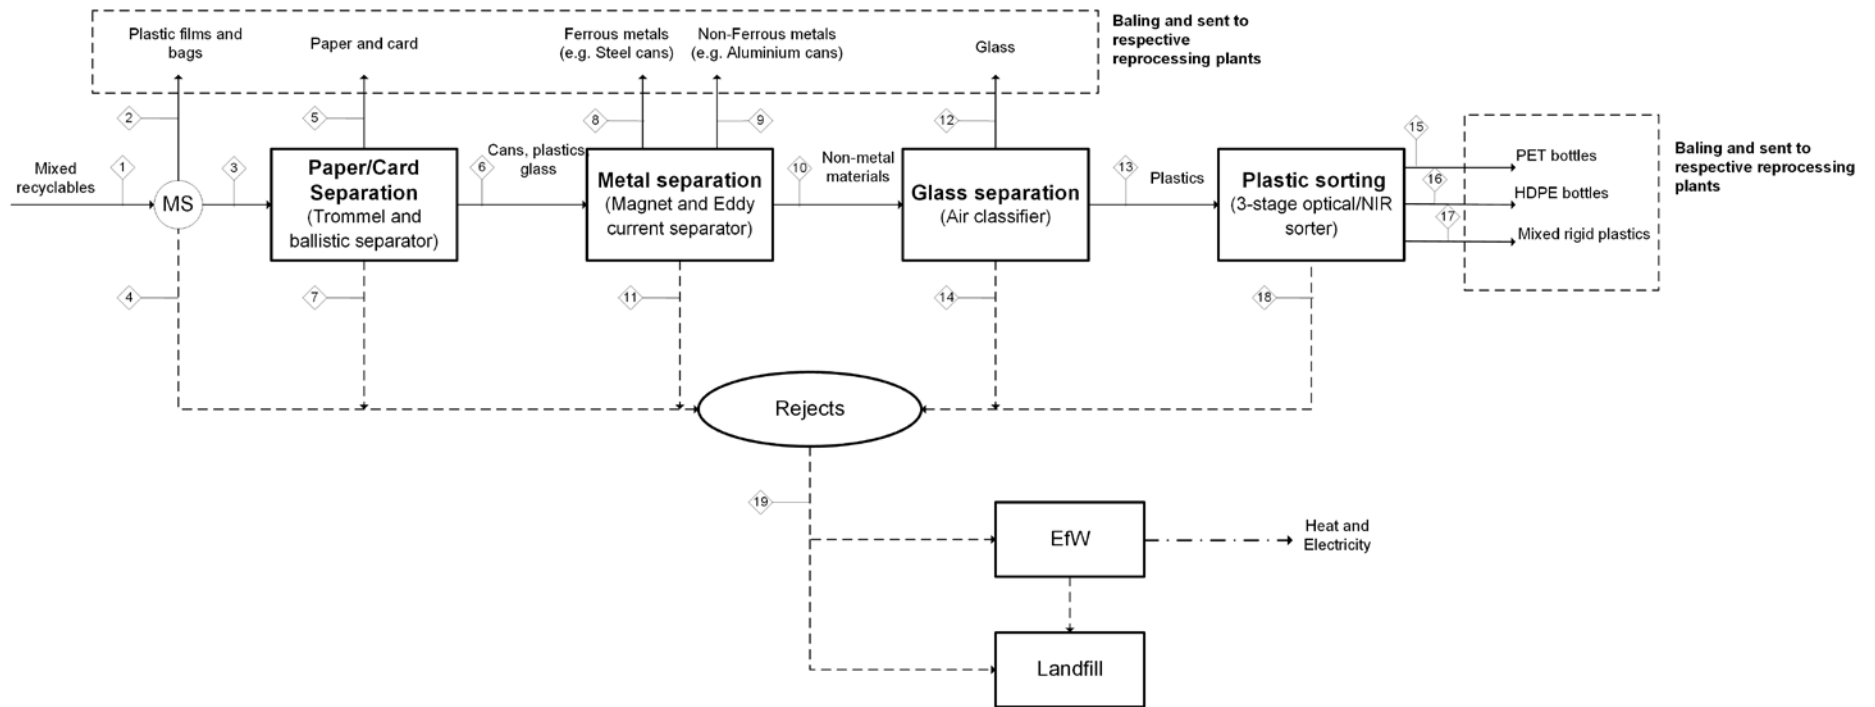 Plastic films and
bags
Paper and card
Ferrous metals
(e.g. Steel cans)
Non-Ferrous metals
(e.g. Aluminium cans)
Glass
Baling and sent to
respective
reprocessing plants
2
5
8
9
12
15
Mixed
recyclables
1
MS
3
Paper/Card
Separation
(Trommel and
ballistic separator)
Cans, plastics,
glass
6
Metal separation
(Magnet and Eddy
current separator)
10
Non-metal
materials
Glass separation
(Air classifier)
13
Plastics
Plastic sorting
(3-stage optical/NIR
sorter)
16
17
PET bottles
HDPE bottles
Mixed rigid plastics
Baling and sent to
respective reprocessing
plants
4
7
11
14
18
Rejects
19
EfW
Heat and
Electricity
Landfill